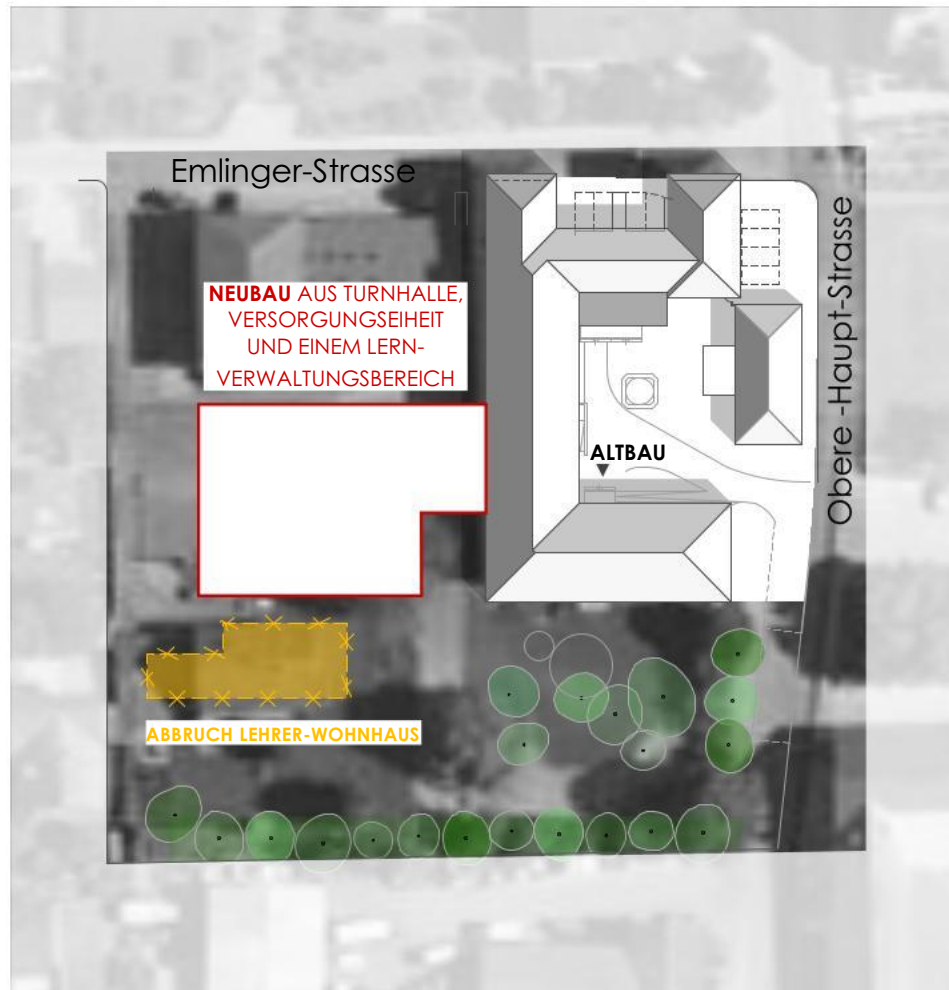 Emlinger-Strasse
Obere -Haupt-Strasse
NEUBAU AUS TURNHALLE,
VERSORGUNGSEIHEIT
UND EINEM LERN-
VERWALTUNGSBEREICH
ALTBAU
ABBRUCH LEHRER-WOHNHAUS